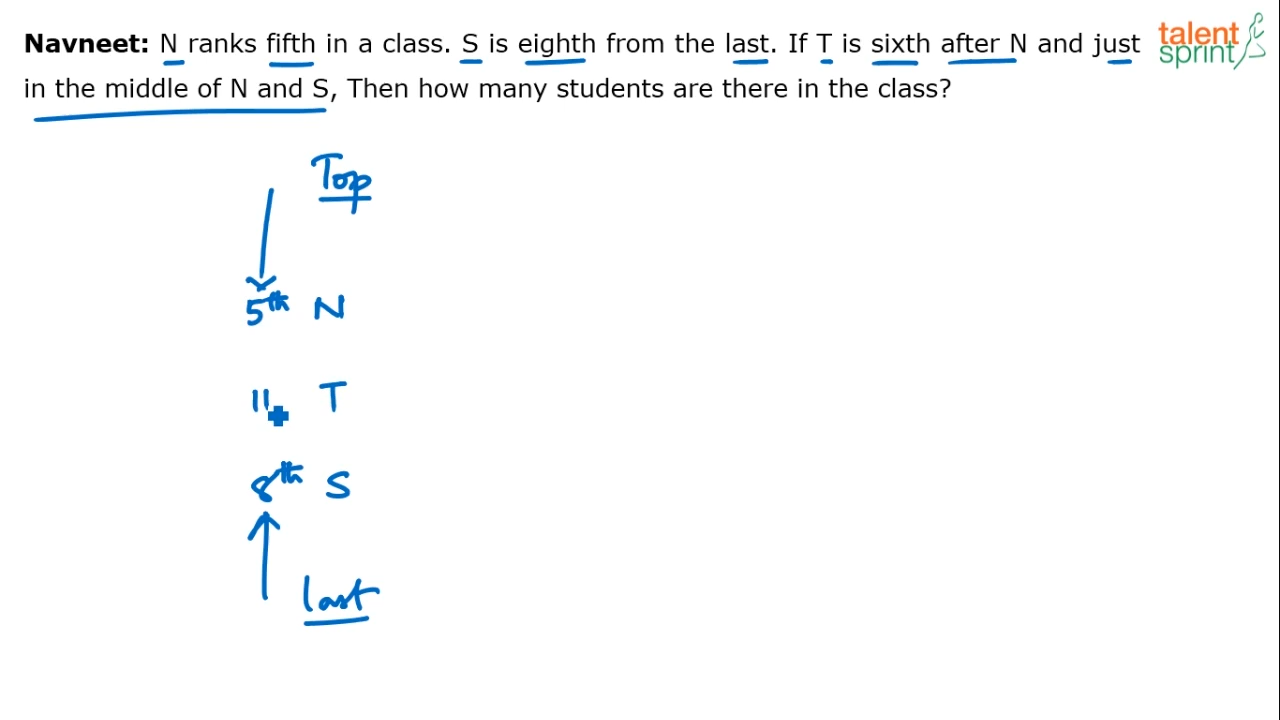 Navneet: N ranks fifth in a class. S is eighth from the last. If T is sixth after N and just
in the middle of N and S, Then how many students are there in the class?
talent
sprint
Top
5th N
11 T
8th S
last